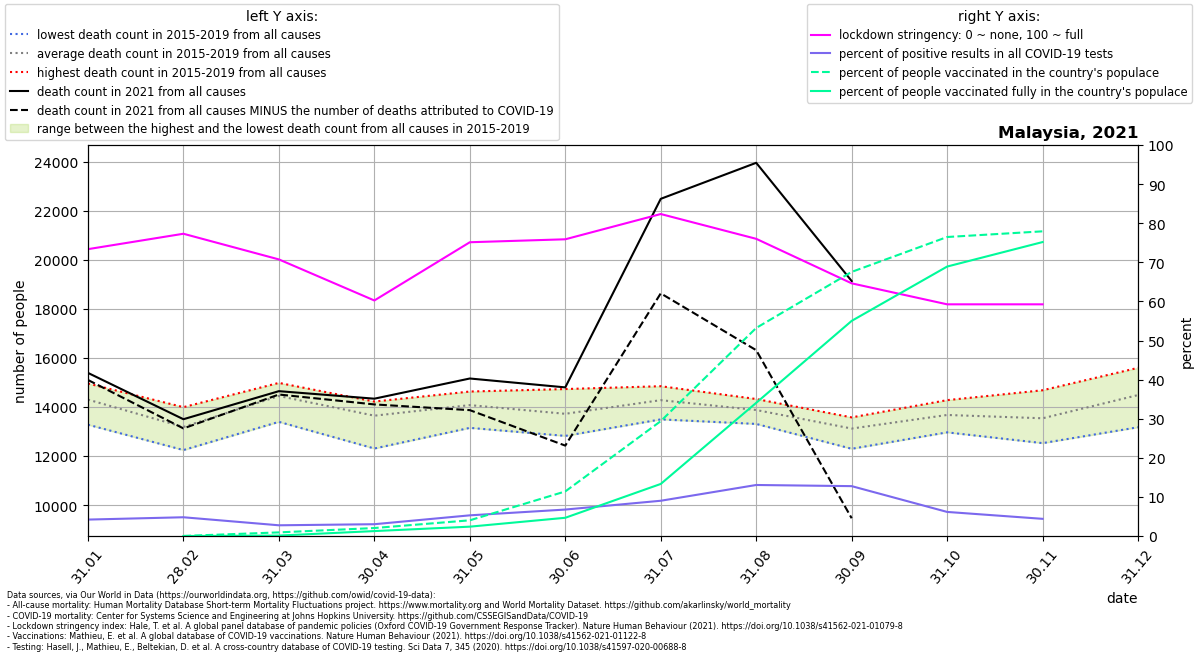 left Y axis:
lowest death count in 2015-2019 from all causes
average death count in 2015-2019 from all causes
highest death count in 2015-2019 from all causes
death count in 2021 from all causes
death count in 2021 from all causes MINUS the number of deaths attributed to COVID-19
range between the highest and the lowest death count from all causes in 2015-2019
right Y axis:
lockdown stringency: 0 ~ none, 100 ~ full
percent of positive results in all COVID-19 tests
percent of people vaccinated in the country's populace
percent of people vaccinated fully in the country's populace
Malaysia, 2021
number of people
24000
22000
20000
18000
16000
14000
12000
10000
100
90
80
70
60
50
40
30
20
10
0
percent
31.01
28.02
31.03
30.04
31.05
30.06
31.07
31.08
30.09
31.10
30.11
31.12
date
Data sources, via Our World in Data (https://ourworldindata.org, https://github.com/owid/covid-19-data):
- All-cause mortality: Human Mortality Database Short-term Mortality Fluctuations project. https://www.mortality.org and World Mortality Dataset. https://github.com/akarlinsky/world_mortality
- COVID-19 mortality: Center for Systems Science and Engineering at Johns Hopkins University. https://github.com/CSSEGISandData/COVID-19
- Lockdown stringency index: Hale, T. et al. A global panel database of pandemic policies (Oxford COVID-19 Government Response Tracker). Nature Human Behaviour (2021). https://doi.org/10.1038/s41562-021-01079-8
- Vaccinations: Mathieu, E. et al. A global database of COVID-19 vaccinations. Nature Human Behaviour (2021). https://doi.org/10.1038/s41562-021-01122-8
- Testing: Hasell, J., Mathieu, E., Beltekian, D. et al. A cross-country database of COVID-19 testing. Sci Data 7, 345 (2020). https://doi.org/10.1038/s41597-020-00688-8